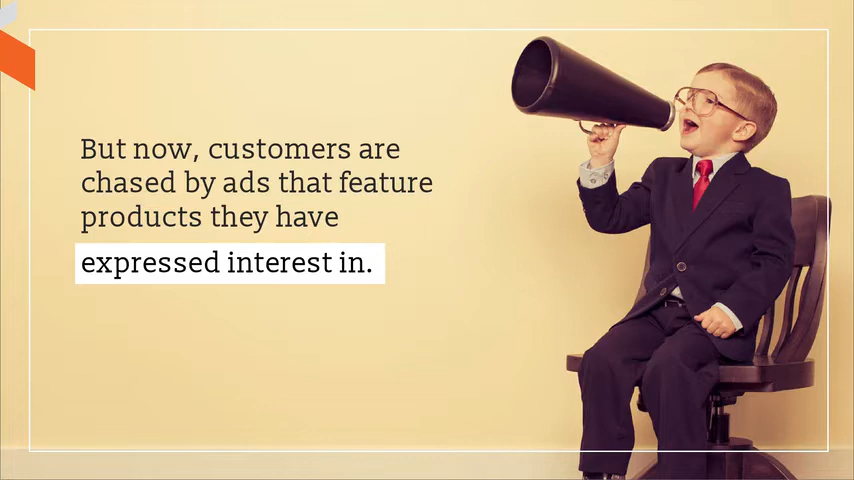 But now, customers are
chased by ads that feature
products they have
expressed interest in.